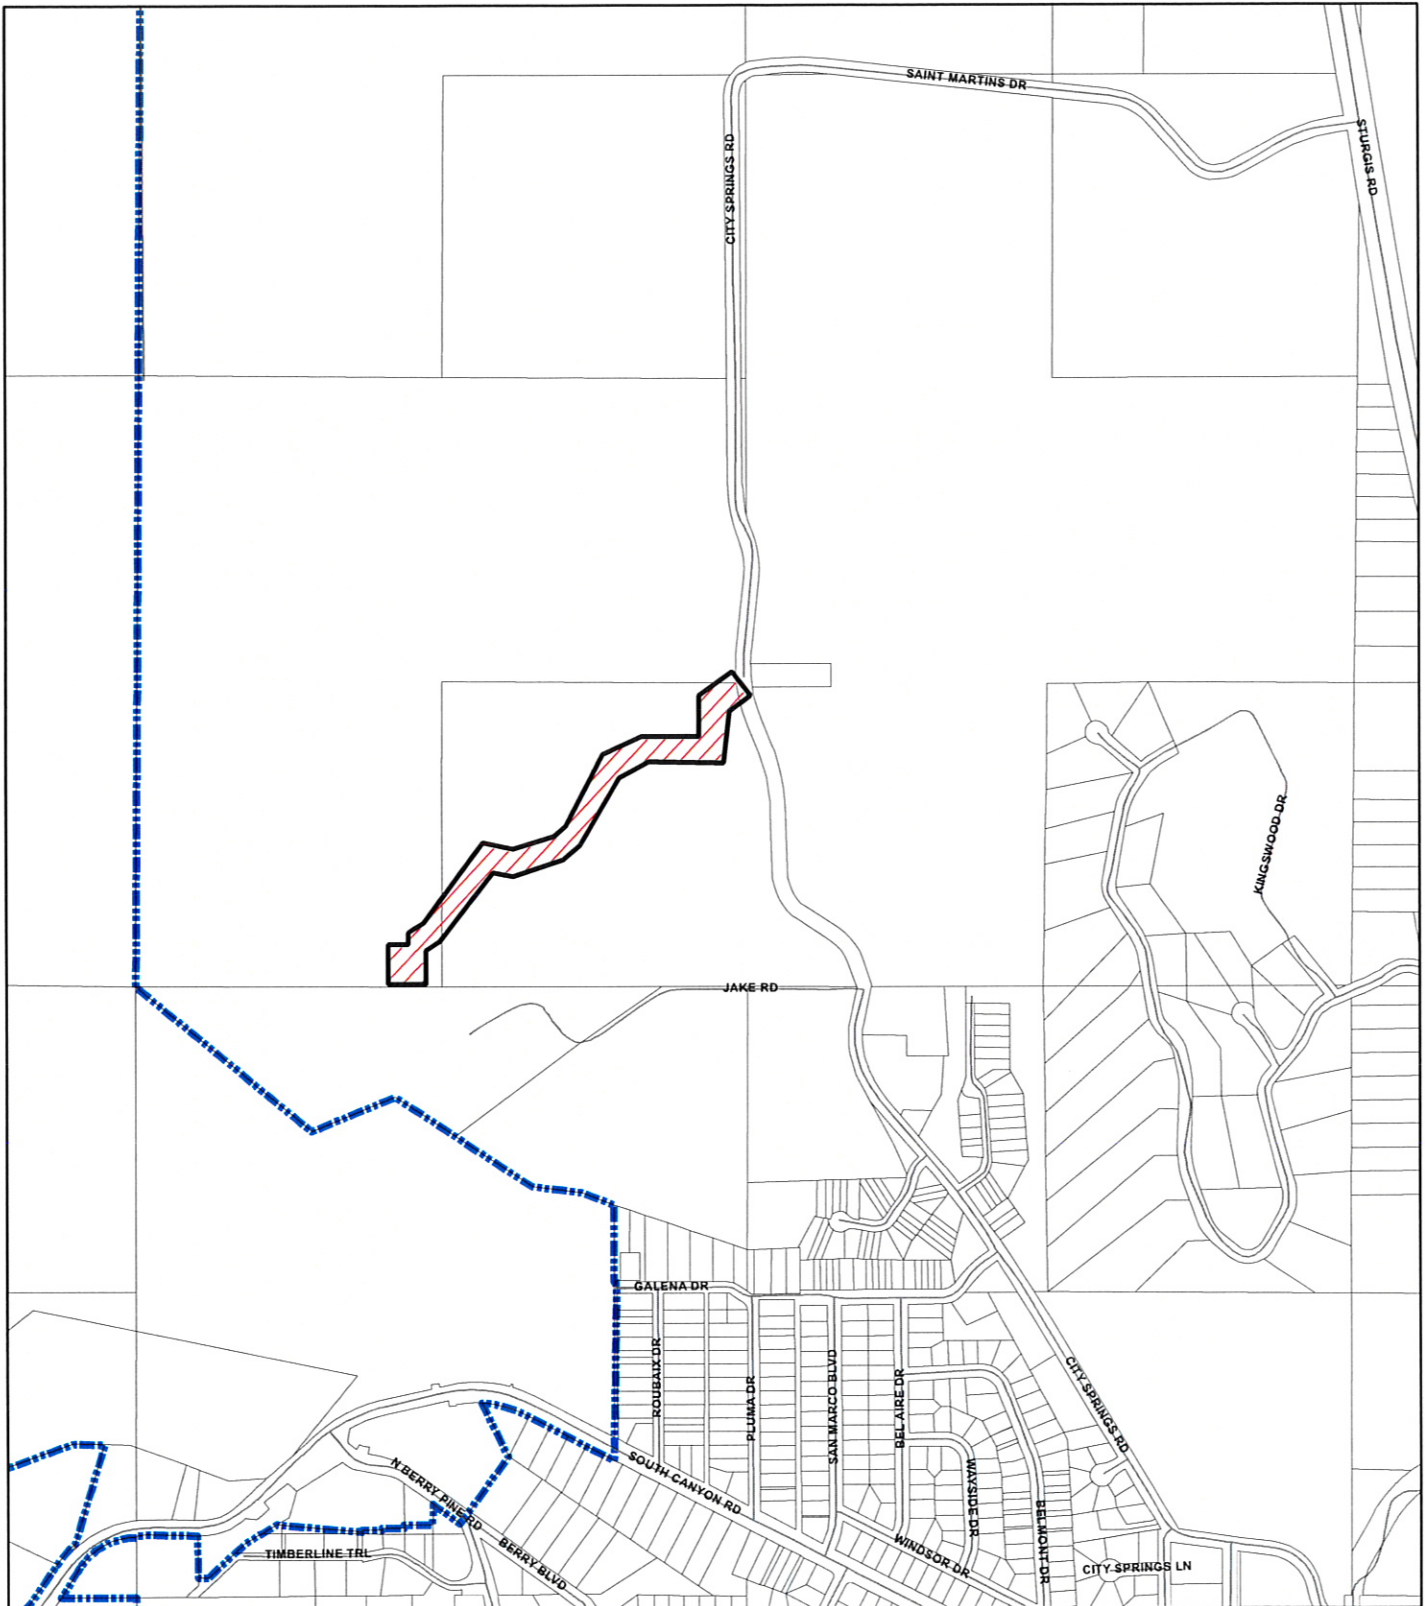 SAINT MARTINS DR
STURGIS RD
CITY SPRINGS RD
KINGSWOOD DR
JAKE RD
GALENA DR
ROUBAIX DR
PLUMA DR
SAN MARCO BLVD
BEL AIRE DR
CITY SPRINGS RD
SOUTH CANYON RD
N BERRY PINE RD
WAYSIDE DR
BELMONT DR
TIMBERLINE TRL
BERRY BLVD
WINDSOR DR
CITY SPRINGS LN